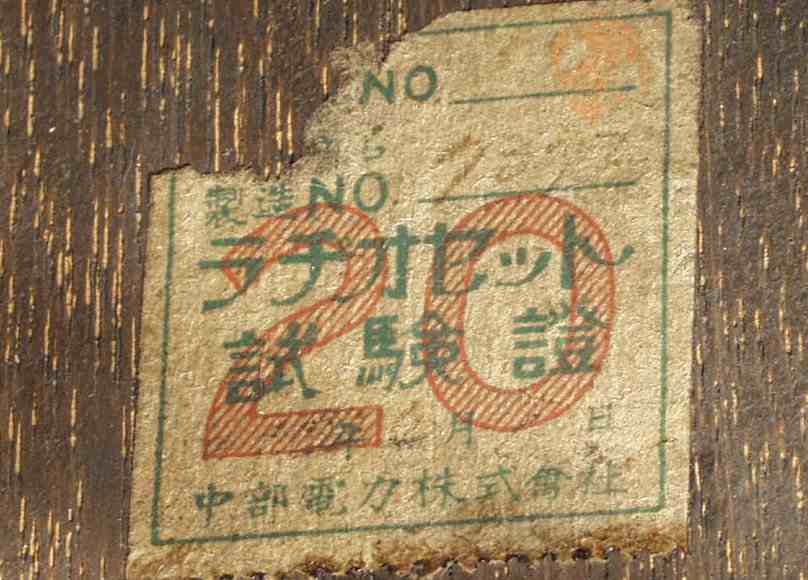 NO.
製造NO.
ラヂオセット
20
試験證
年 月 日
中部電力株式會社